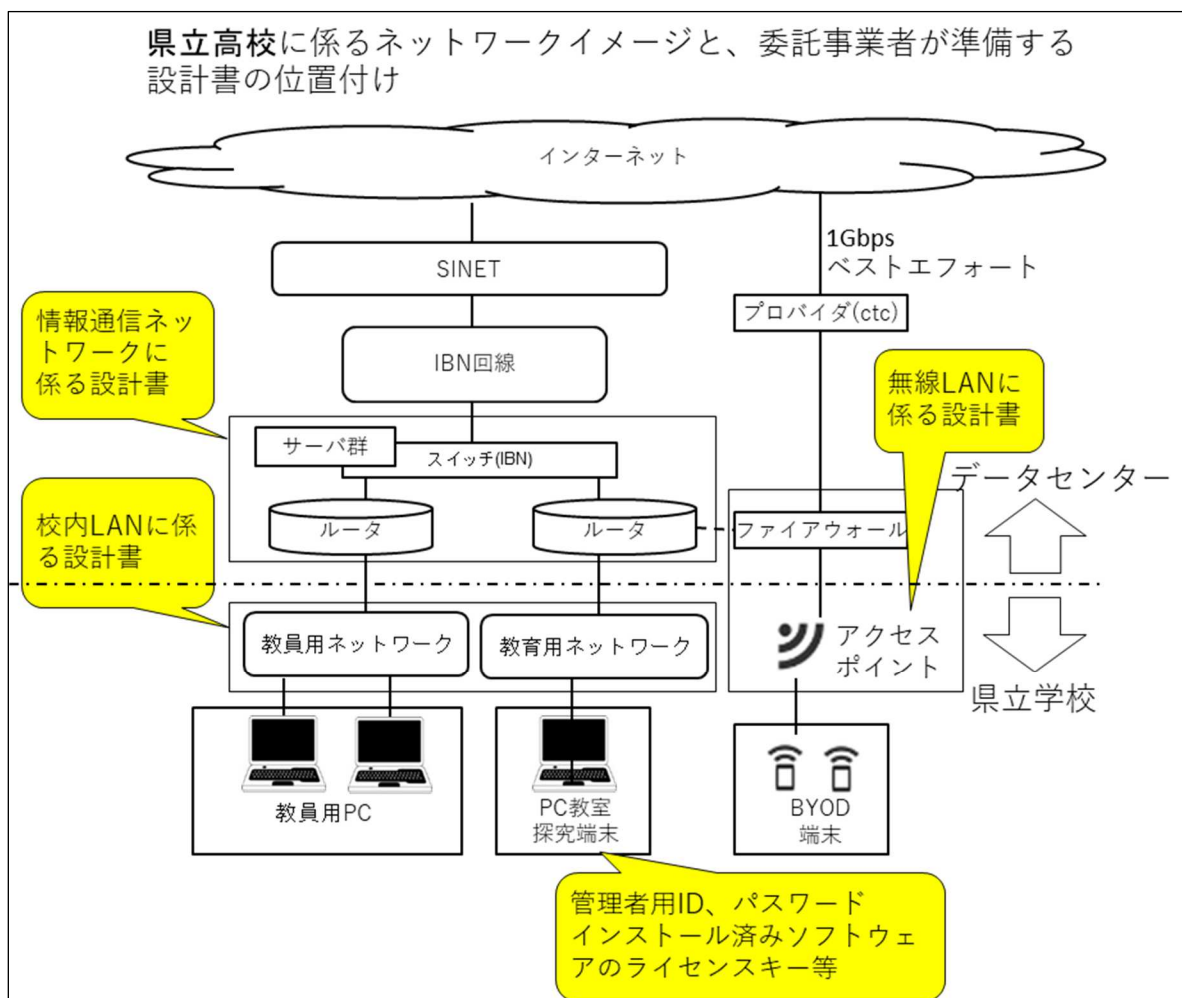 県立高校に係るネットワークイメージと、委託事業者が準備する
設計書の位置付け
インターネット
1Gbps
ベストエフォート
SINET
プロバイダ(ctc)
情報通信ネッ
トワークに
係る設計書
IBN回線
無線LANに
係る設計書
サーバ群
スイッチ(IBN)
データセンター
校内LANに係
る設計書
ルータ
ルータ
ファイアウォール
教員用ネットワーク
教育用ネットワーク
アクセス
ポイント
県立学校
教員用PC
PC教室
探究端末
BYOD
端末
管理者用ID、パスワード
インストール済みソフトウェ
アのライセンスキー等